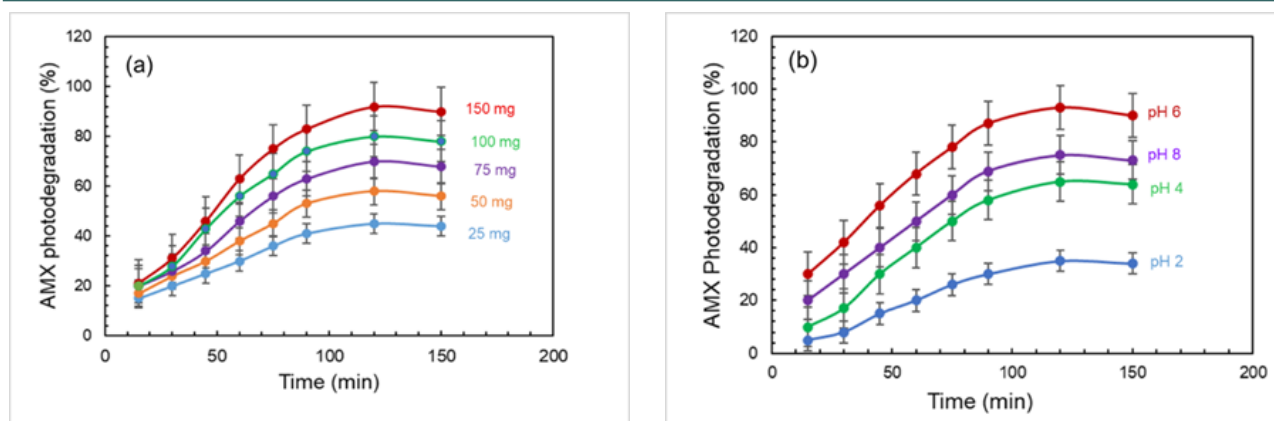 (a)
AMX photodegradation (%)
120
100
80
60
40
20
0
0 50 100 150 200
Time (min)
150 mg
100 mg
75 mg
50 mg
25 mg
(b)
AMX Photodegradation (%)
120
100
80
60
40
20
0
0 50 100 150 200
Time (min)
pH 6
pH 8
pH 4
pH 2